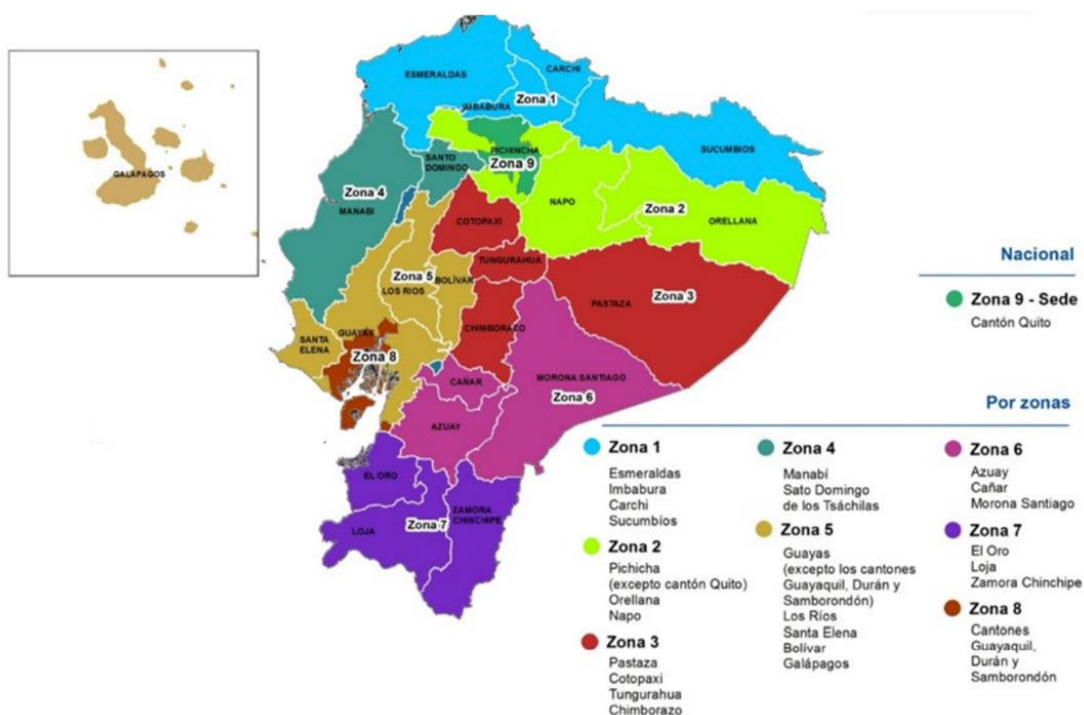 ESMERALDAS
CARCHI
IMBABURA
Zona 1
SUCUMBIOS
PICHINCHA
Zona 9
SANTO
DOMINGO
GALAPAGOS
Zona 4
MANABI
NAPO
Zona 2
ORELLANA
COTOPAXI
TUNGURAHUA
Zona 5
BOLÍVAR
LOS RIOS
PASTAZA
Zona 3
SANTA
ELENA
GUAYAS
CHIMBORAZO
Zona 8
CAÑAR
MORONA SANTIAGO
Zona 6
AZUAY
EL ORO
ZAMORA
CHINCHIPE
Zona 7
LOJA
Nacional
Zona 9 - Sede
Cantón Quito
Por zonas
Zona 1
Esmeraldas
Imbabura
Carchi
Sucumbíos
Zona 2
Pichicha
(excepto cantón Quito)
Orellana
Napo
Zona 3
Pastaza
Cotopaxi
Tungurahua
Chimborazo
Zona 4
Manabí
Sato Domingo
de los Tsáchilas
Zona 5
Guayas
(excepto los cantones
Guayaquil, Durán y
Samborondón)
Los Ríos
Santa Elena
Bolívar
Galápagos
Zona 6
Azuay
Cañar
Morona Santiago
Zona 7
El Oro
Loja
Zamora Chinchipe
Zona 8
Cantones
Guayaquil,
Durán y
Samborondón